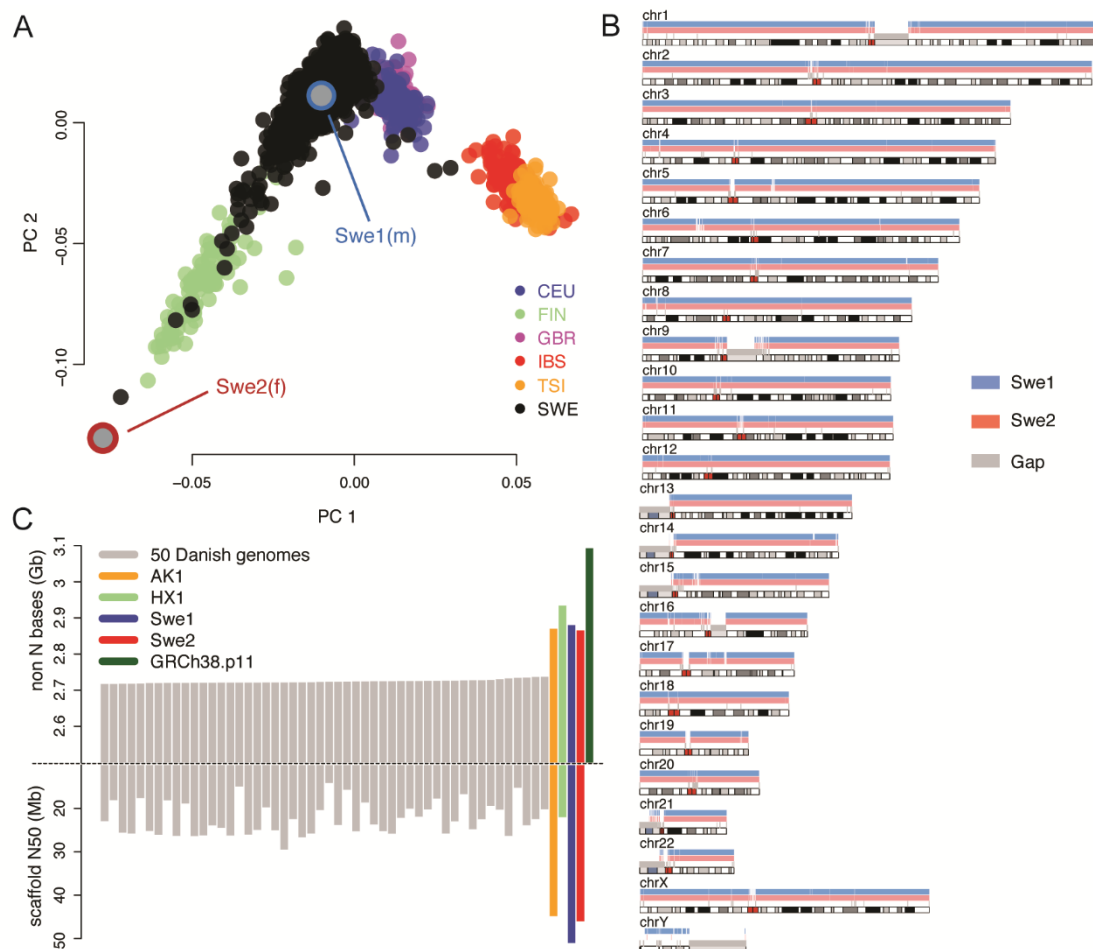 A
0.00
−0.05
−0.10
PC 2
−0.05
0.00
0.05
PC 1
Swe1(m)
Swe2(f)
CEU
FIN
GBR
IBS
TSI
SWE
B
chr1
chr2
chr3
chr4
chr5
chr6
chr7
chr8
chr9
chr10
chr11
chr12
chr13
chr14
chr15
chr16
chr17
chr18
chr19
chr20
chr21
chr22
chrX
chrY
Swe1
Swe2
Gap
C
50 Danish genomes
AK1
HX1
Swe1
Swe2
GRCh38.p11
non N bases (Gb)
3.1
3
2.9
2.8
2.7
2.6
scaffold N50 (Mb)
20
30
40
50